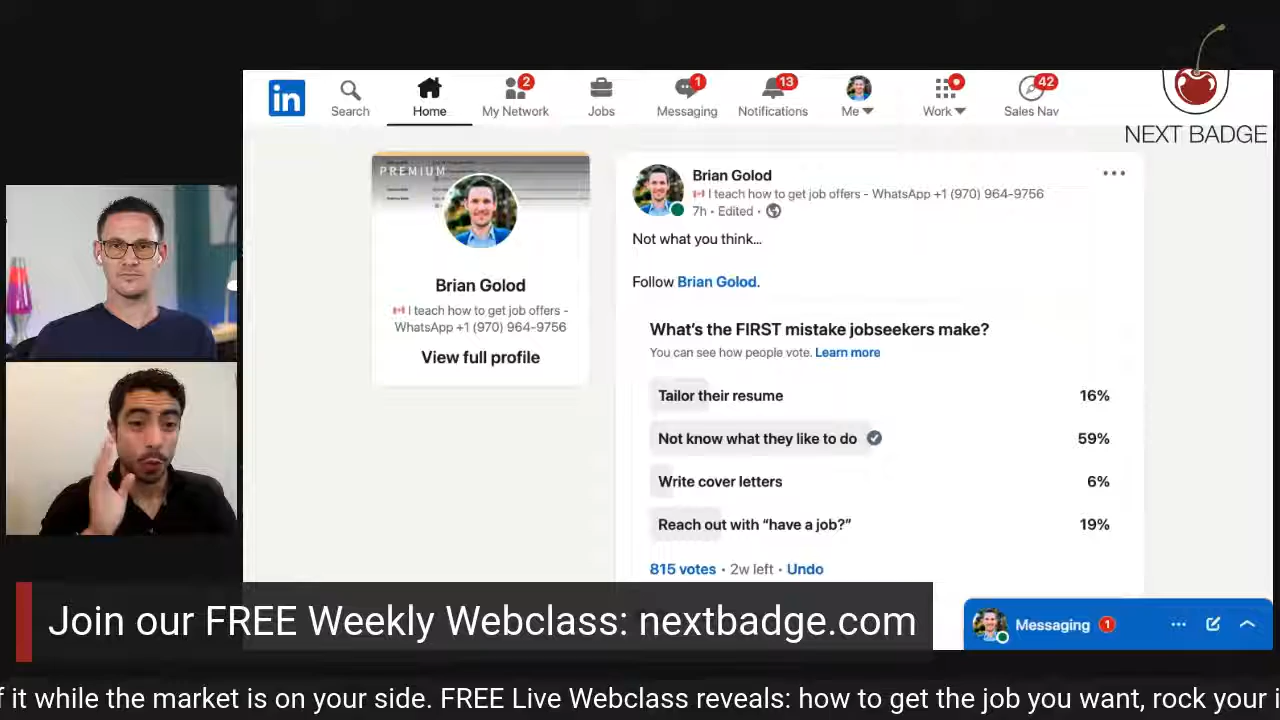 in
Search
Home
2
My Network
Jobs
1
Messaging
13
Notifications
Me
Work
42
Sales Nav
NEXT BADGE
PREMIUM
Brian Golod
I teach how to get job offers -
WhatsApp +1 (970) 964-9756
View full profile
Brian Golod
I teach how to get job offers - WhatsApp +1 (970) 964-9756
7h • Edited •
Not what you think...
Follow Brian Golod.
What's the FIRST mistake jobseekers make?
You can see how people vote. Learn more
Tailor their resume 16%
Not know what they like to do 59%
Write cover letters 6%
Reach out with “have a job?” 19%
815 votes • 2w left • Undo
Join our FREE Weekly Webclass: nextbadge.com
Messaging 1
f it while the market is on your side. FREE Live Webclass reveals: how to get the job you want, rock your i